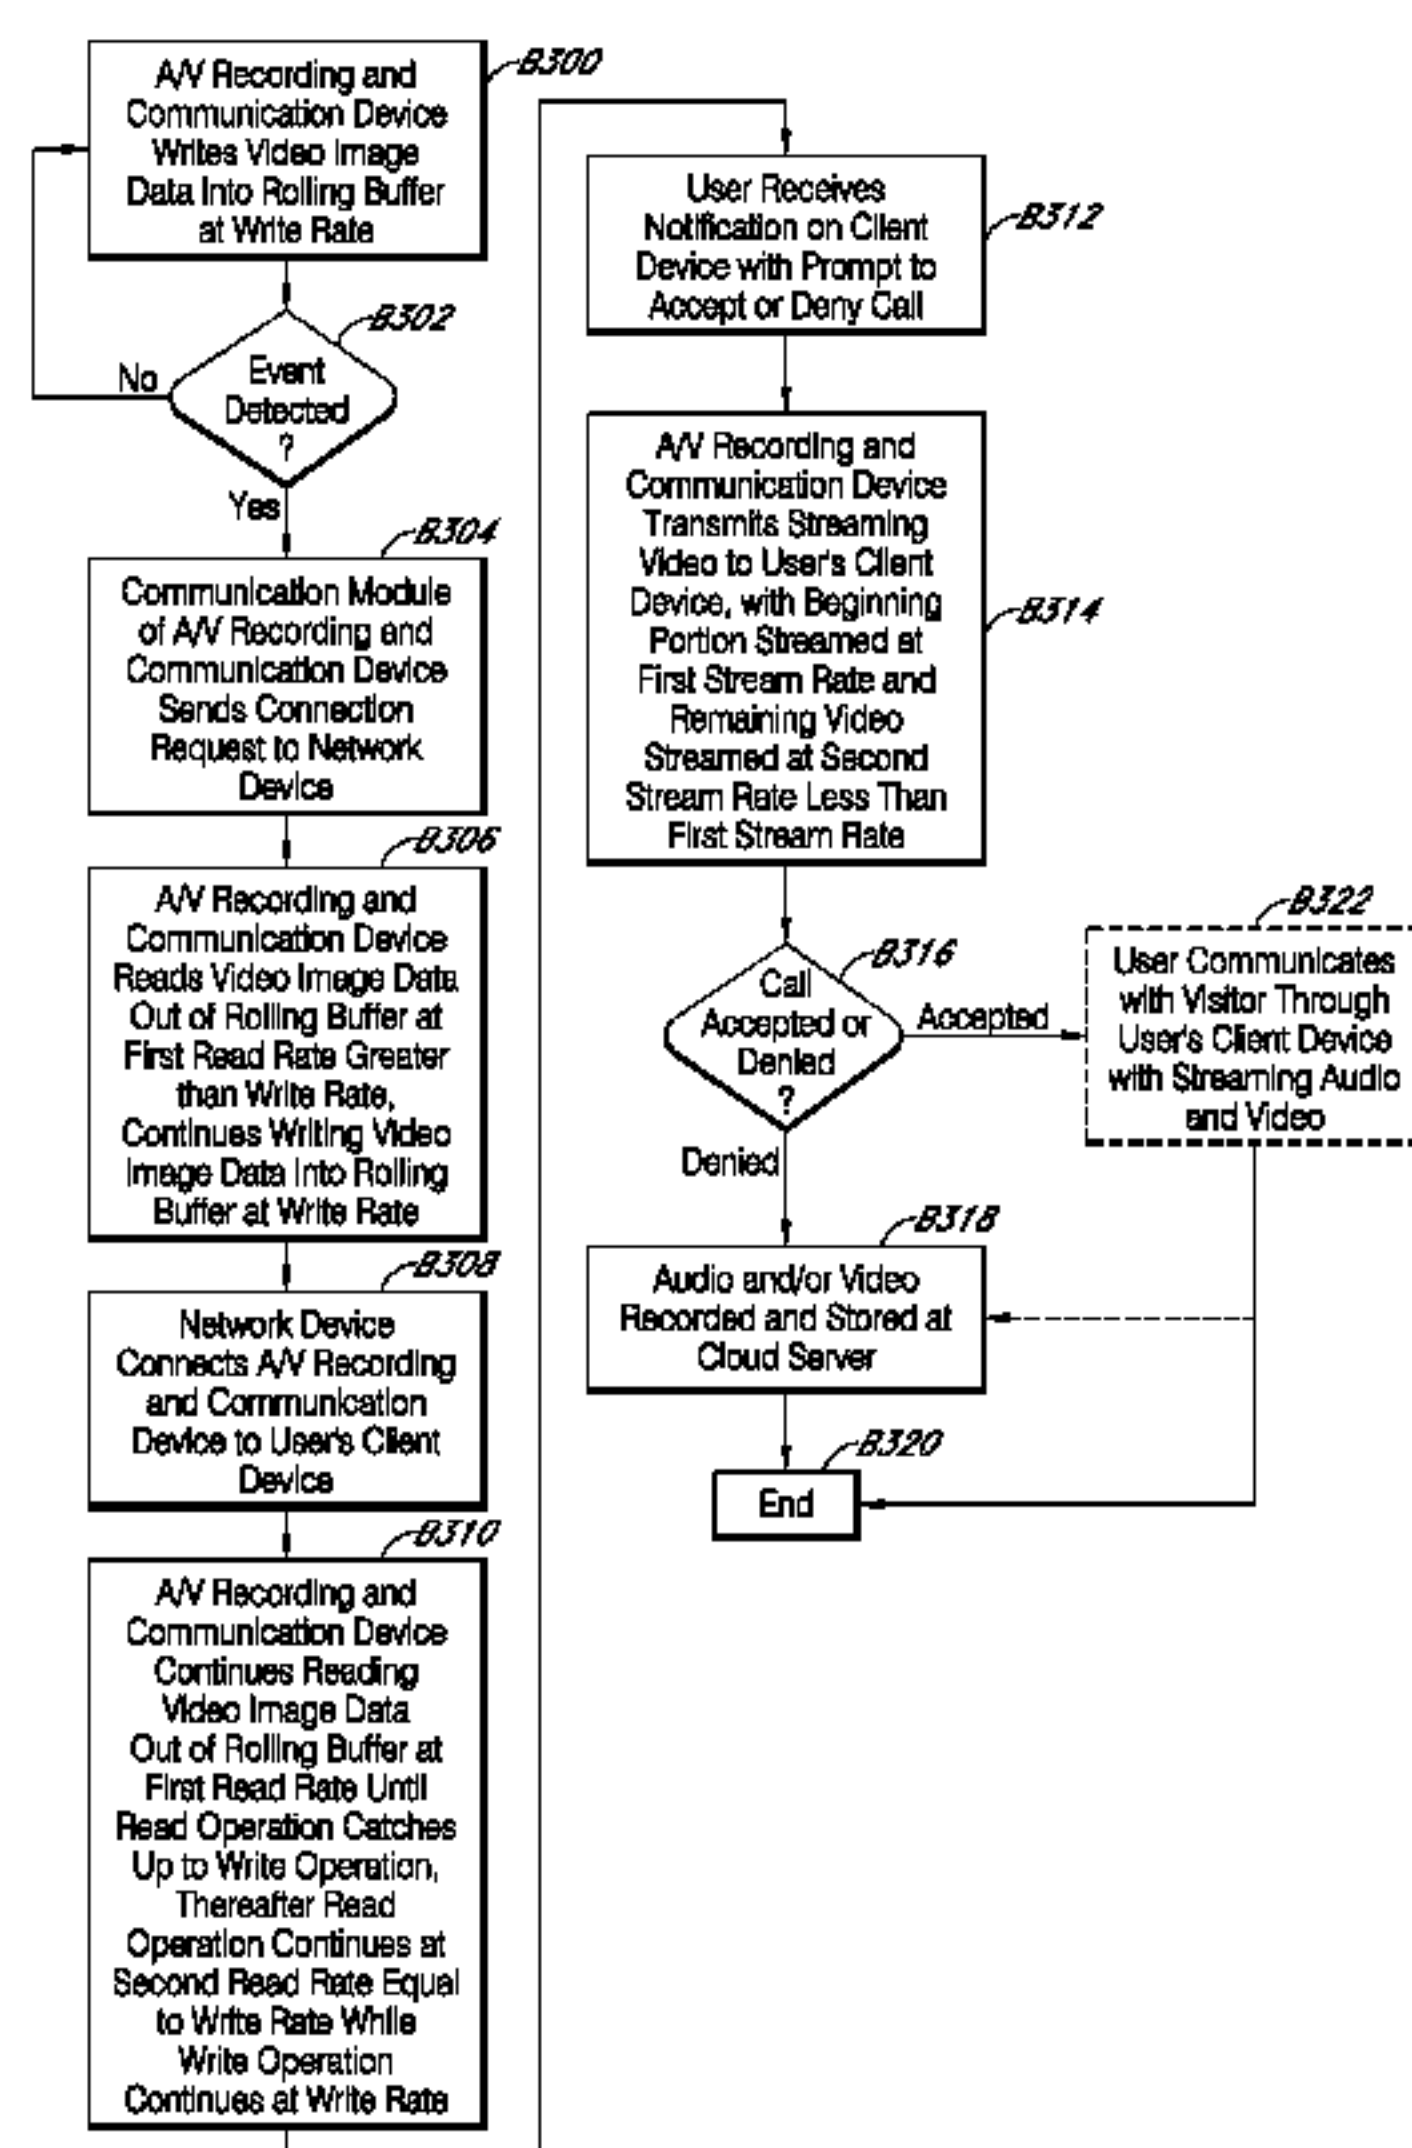 B300
A/V Recording and
Communication Device
Writes Video Image
Data Into Rolling Buffer
at Write Rate
B302
Event
Detected
?
No
Yes
B304
Communication Module
of A/V Recording and
Communication Device
Sends Connection
Request to Network
Device
B306
A/V Recording and
Communication Device
Reads Video Image Data
Out of Rolling Buffer at
First Read Rate Greater
than Write Rate,
Continues Writing Video
Image Data Into Rolling
Buffer at Write Rate
B308
Network Device
Connects A/V Recording
and Communication
Device to User's Client
Device
B310
A/V Recording and
Communication Device
Continues Reading
Video Image Data
Out of Rolling Buffer at
First Read Rate Until
Read Operation Catches
Up to Write Operation,
Thereafter Read
Operation Continues at
Second Read Rate Equal
to Write Rate While
Write Operation
Continues at Write Rate
B312
User Receives
Notification on Client
Device with Prompt to
Accept or Deny Call
B314
A/V Recording and
Communication Device
Transmits Streaming
Video to User's Client
Device, with Beginning
Portion Streamed at
First Stream Rate and
Remaining Video
Streamed at Second
Stream Rate Less Than
First Stream Rate
B316
Call
Accepted or
Denied
?
Accepted
Denied
B322
User Communicates
with Visitor Through
User's Client Device
with Streaming Audio
and Video
B318
Audio and/or Video
Recorded and Stored at
Cloud Server
B320
End